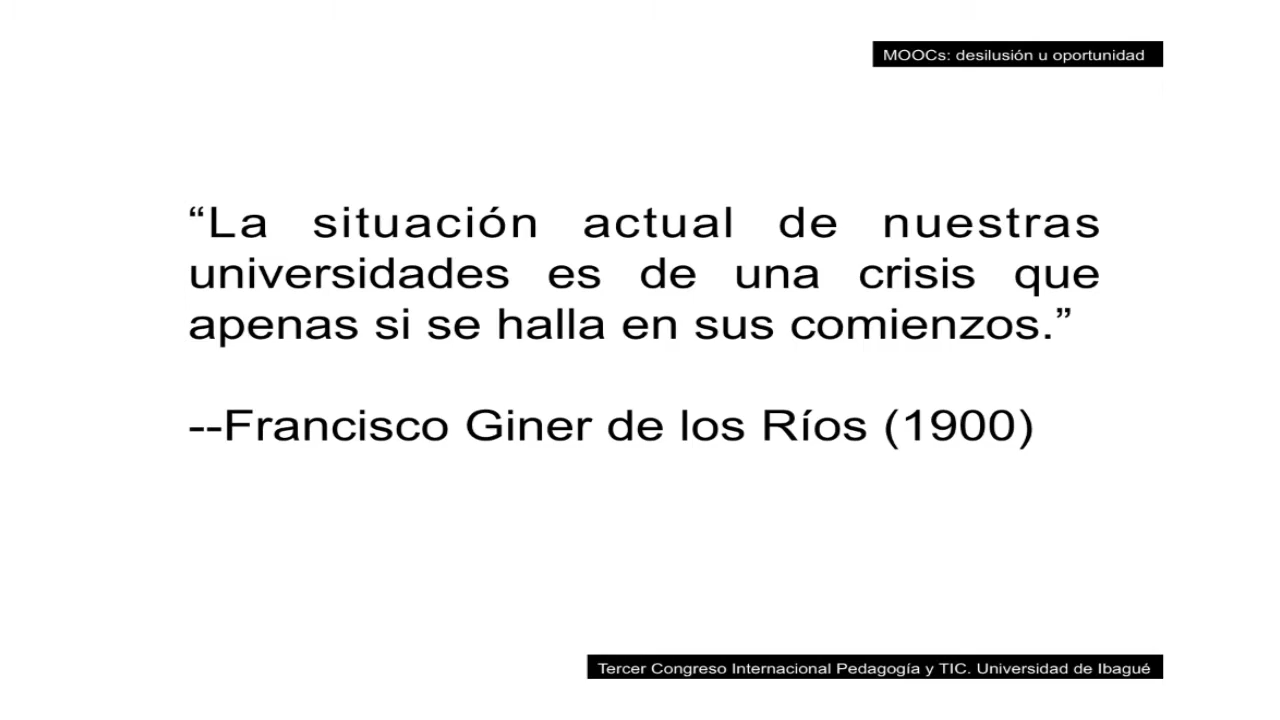 MOOCs: desilusión u oportunidad
“La situación actual de nuestras
universidades es de una crisis que
apenas si se halla en sus comienzos.”
--Francisco Giner de los Ríos (1900)
Tercer Congreso Internacional Pedagogía y TIC. Universidad de Ibagué